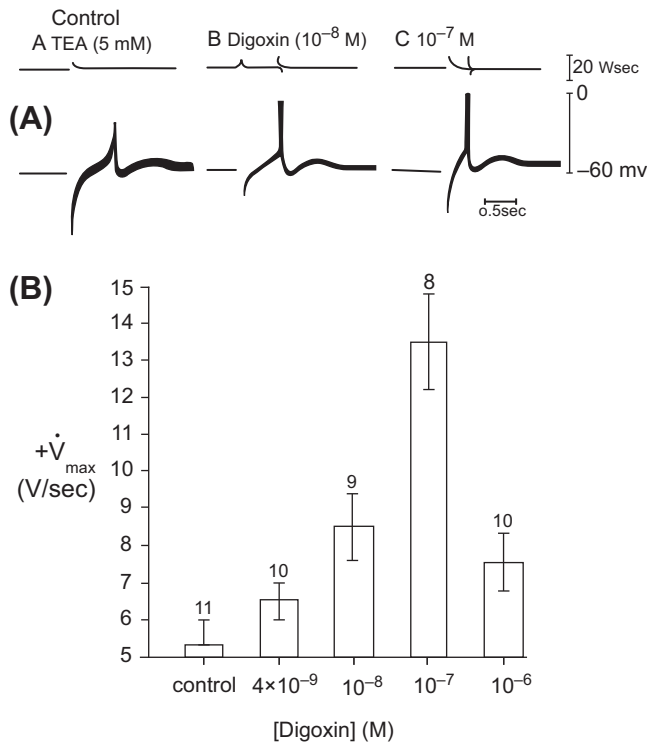 Control
A TEA (5 mM)
B Digoxin (10⁻⁸ M)
C 10⁻⁷ M
20 Wsec
0
(A)
–60 mv
o.5sec
(B)
15
14
13
12
11
10
9
8
7
6
5
+V̇max
(V/sec)
11
10
9
8
10
control
4×10⁻⁹
10⁻⁸
10⁻⁷
10⁻⁶
[Digoxin] (M)